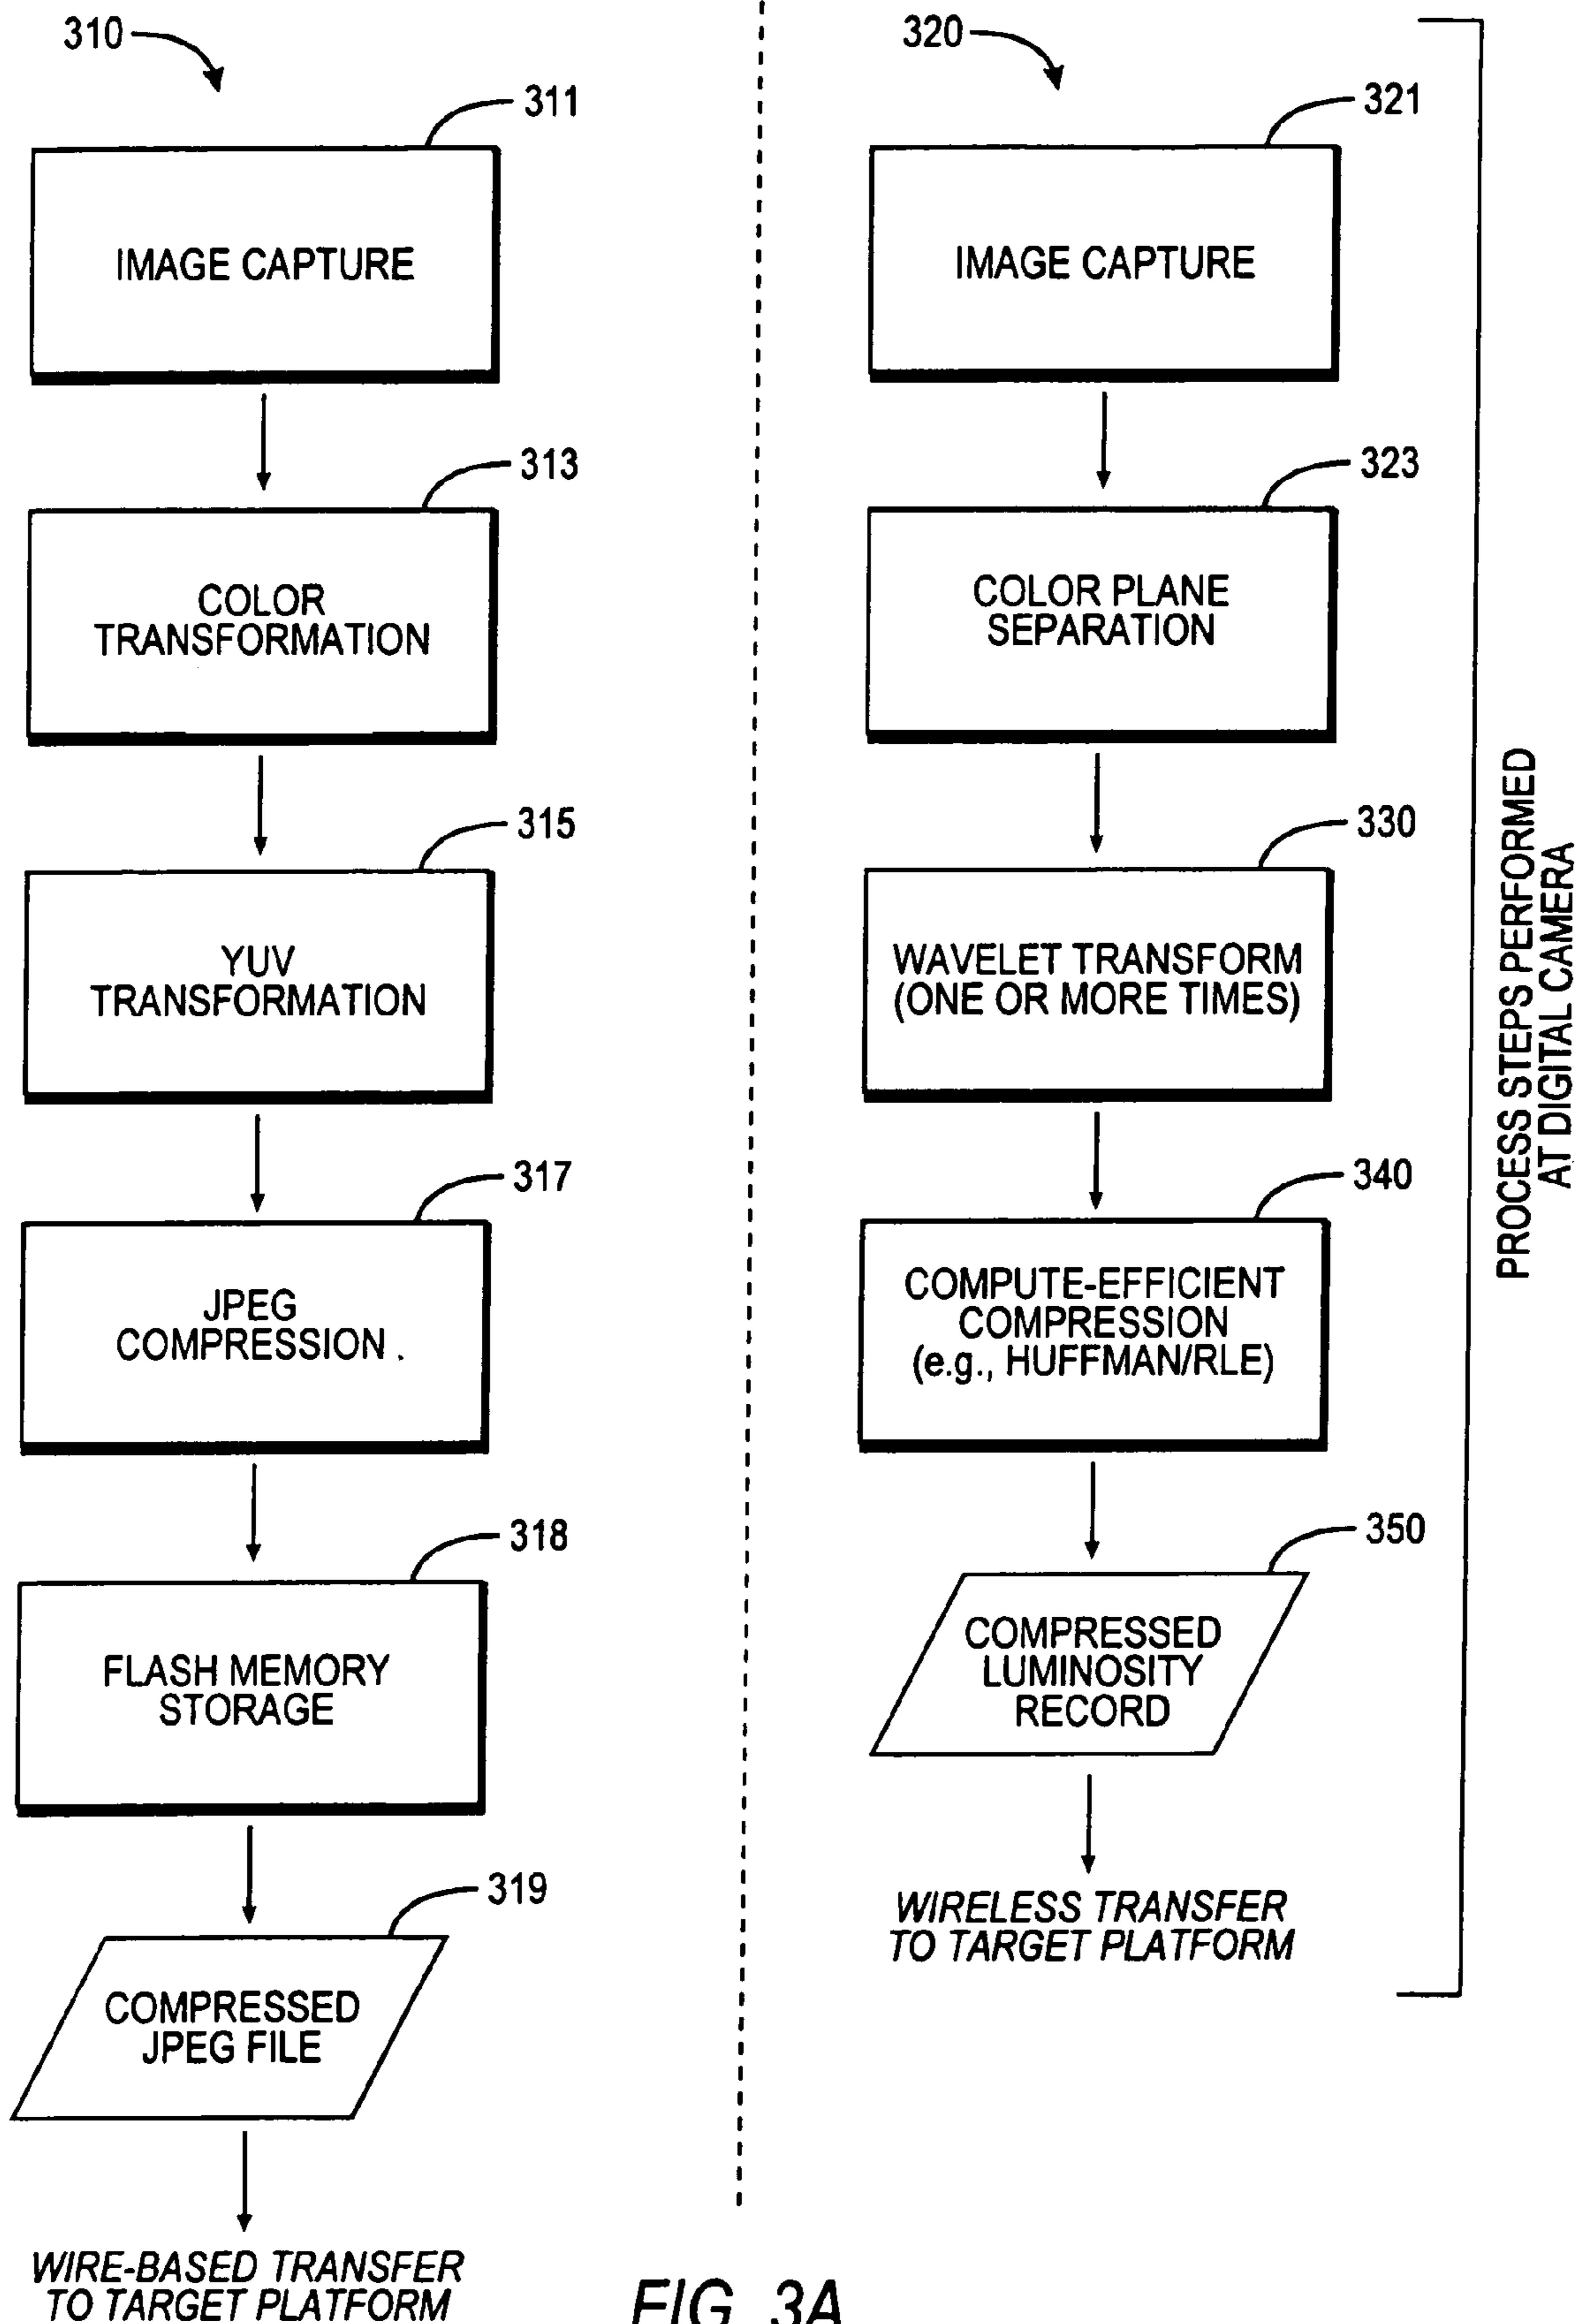 310
311
IMAGE CAPTURE
313
COLOR
TRANSFORMATION
315
YUV
TRANSFORMATION
317
JPEG
COMPRESSION .
318
FLASH MEMORY
STORAGE
319
COMPRESSED
JPEG FILE
WIRE-BASED TRANSFER
TO TARGET PLATFORM
320
321
IMAGE CAPTURE
323
COLOR PLANE
SEPARATION
330
WAVELET TRANSFORM
(ONE OR MORE TIMES)
340
COMPUTE-EFFICIENT
COMPRESSION
(e.g., HUFFMAN/RLE)
350
COMPRESSED
LUMINOSITY
RECORD
WIRELESS TRANSFER
TO TARGET PLATFORM
PROCESS STEPS PERFORMED
AT DIGITAL CAMERA
FIG. 3A